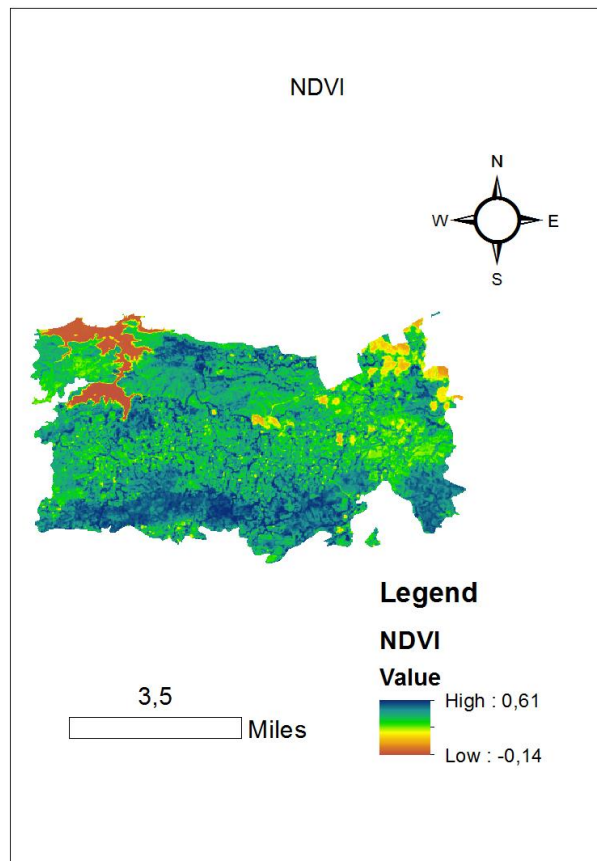 NDVI
N
W E
S
Legend
NDVI
Value
High : 0,61
Low : -0,14
3,5
Miles